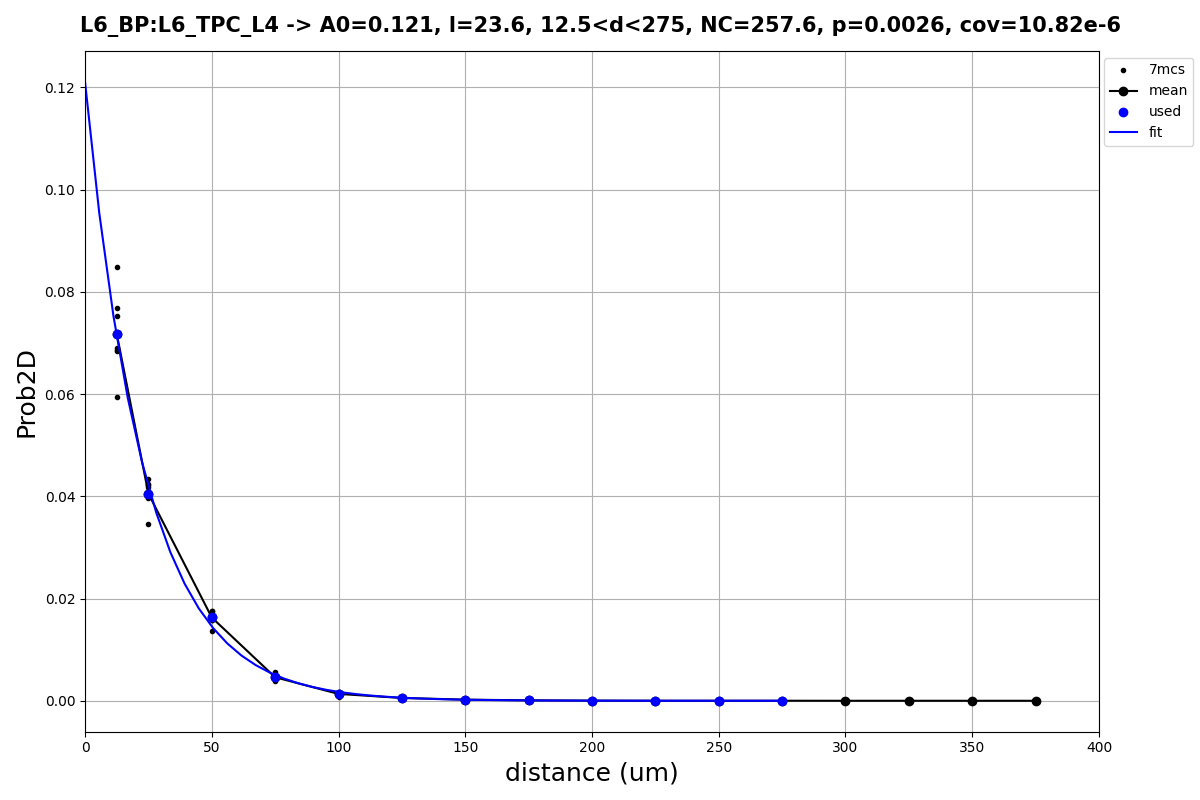 L6_BP:L6_TPC_L4 -> A0=0.121, l=23.6, 12.5<d<275, NC=257.6, p=0.0026, cov=10.82e-6
7mcs
mean
used
fit
0.12
0.10
0.08
0.06
0.04
0.02
0.00
Prob2D
0 50 100 150 200 250 300 350 400
distance (um)